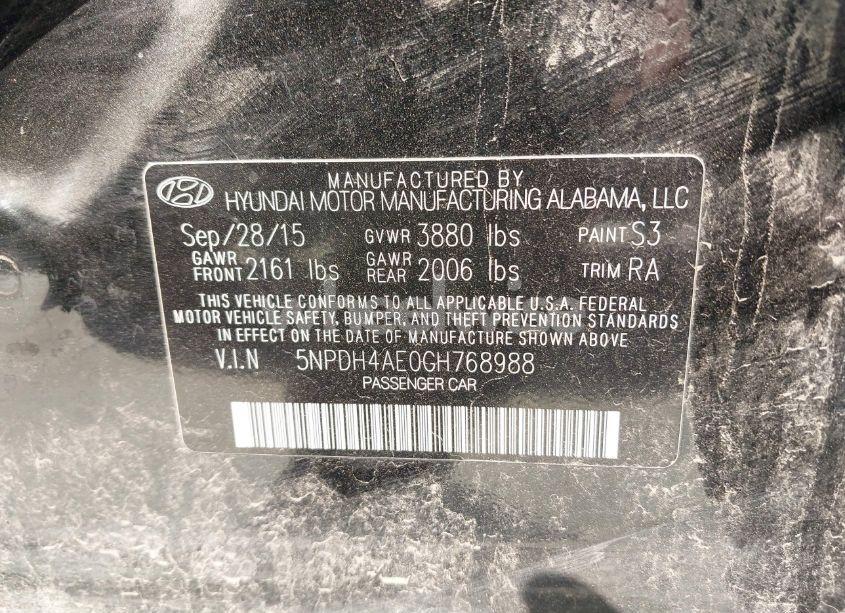 MANUFACTURED BY
HYUNDAI MOTOR MANUFACTURING ALABAMA, LLC
Sep/28/15 GVWR 3880 lbs PAINT S3
GAWR FRONT 2161 lbs GAWR REAR 2006 lbs TRIM RA
THIS VEHICLE CONFORMS TO ALL APPLICABLE U.S.A. FEDERAL
MOTOR VEHICLE SAFETY, BUMPER, AND THEFT PREVENTION STANDARDS
IN EFFECT ON THE DATE OF MANUFACTURE SHOWN ABOVE
V.I.N 5NPDH4AE0GH768988
PASSENGER CAR